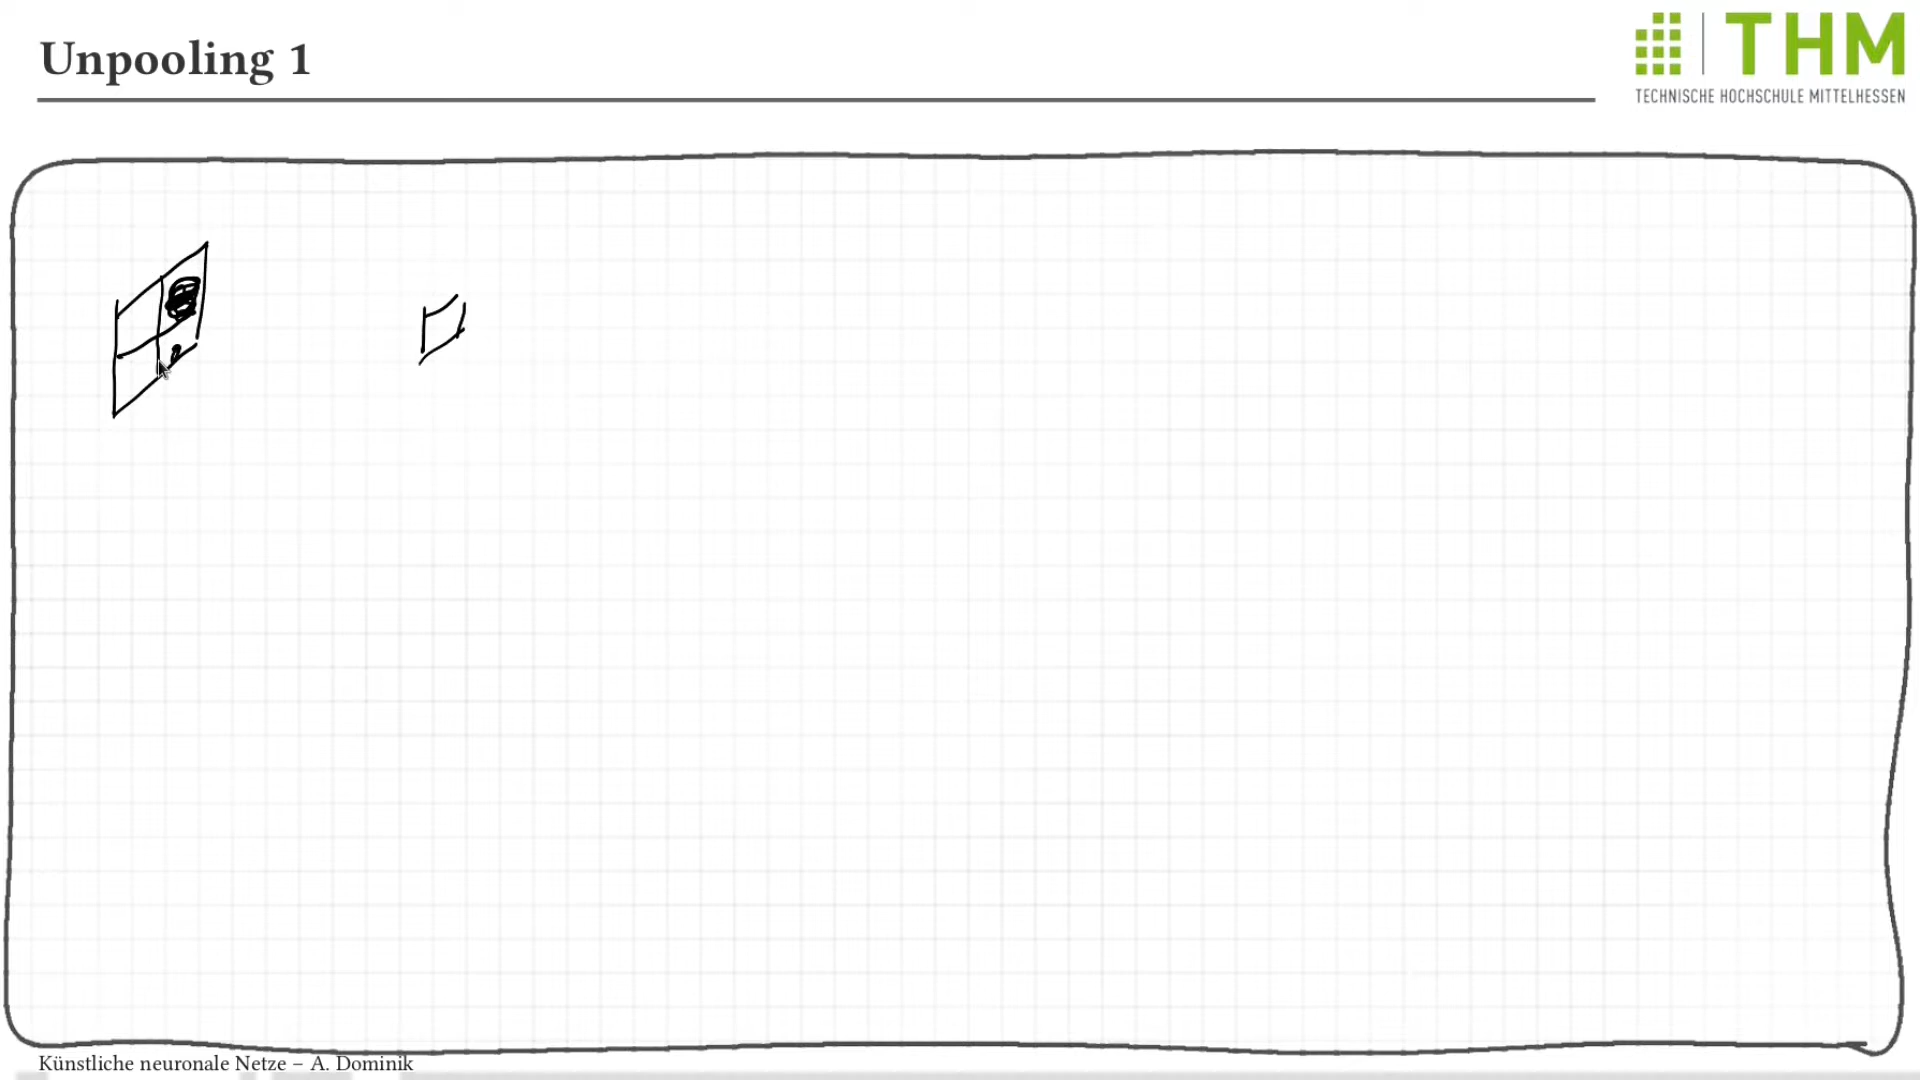 Unpooling 1
THM
TECHNISCHE HOCHSCHULE MITTELHESSEN
Künstliche neuronale Netze – A. Dominik